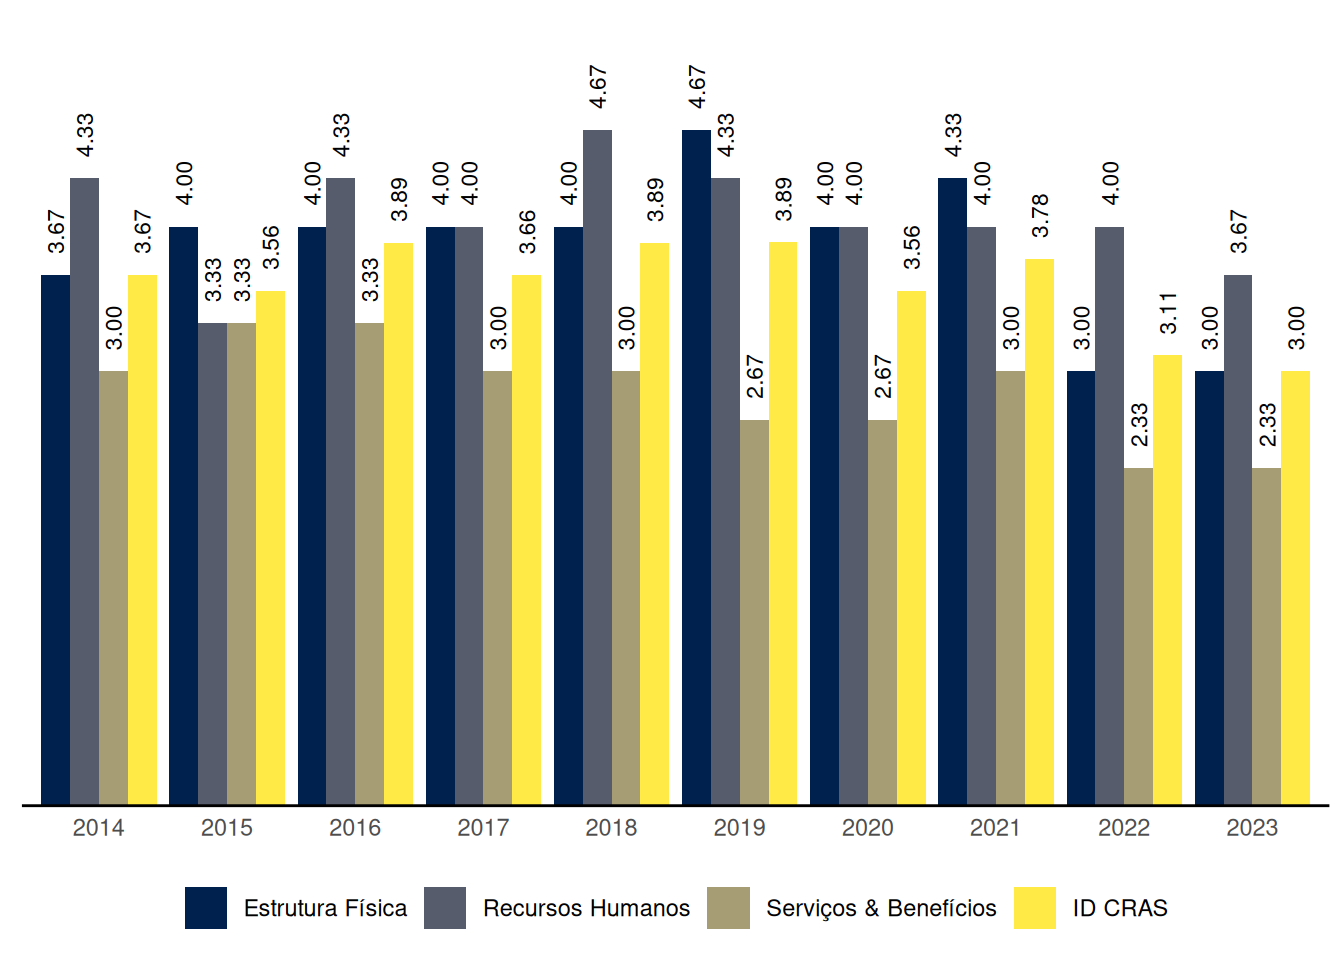 3.67 4.33 3.00 3.67
4.00 3.33 3.33 3.56
4.00 4.33 3.33 3.89
4.00 4.00 3.00 3.66
4.00 4.67 3.00 3.89
4.67 4.33 2.67 3.89
4.00 4.00 2.67 3.56
4.33 4.00 3.00 3.78
3.00 4.00 2.33 3.11
3.00 3.67 2.33 3.00
2014 2015 2016 2017 2018 2019 2020 2021 2022 2023
Estrutura Física Recursos Humanos Serviços & Benefícios ID CRAS